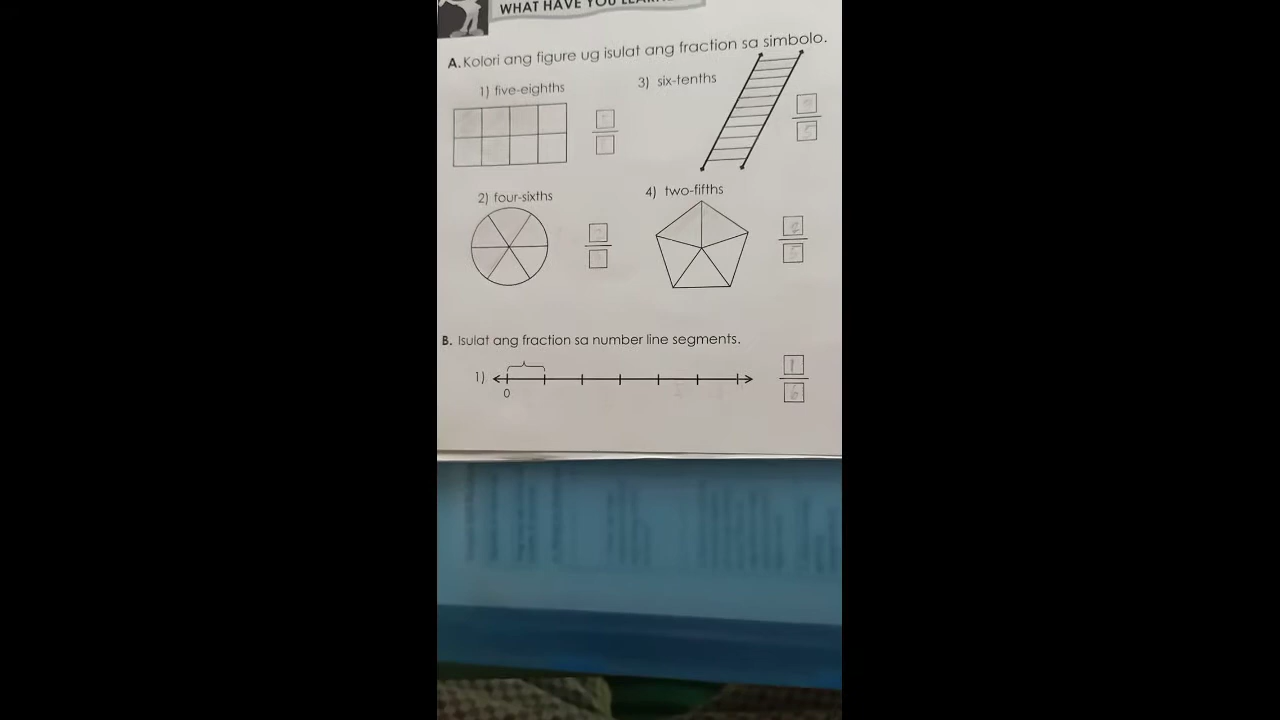 WHAT HAVE YOU
A. Kolori ang figure ug isulat ang fraction sa simbolo.
1) five-eighths
3) six-tenths
2) four-sixths
4) two-fifths
5
B. Isulat ang fraction sa number line segments.
1)
0
1
6